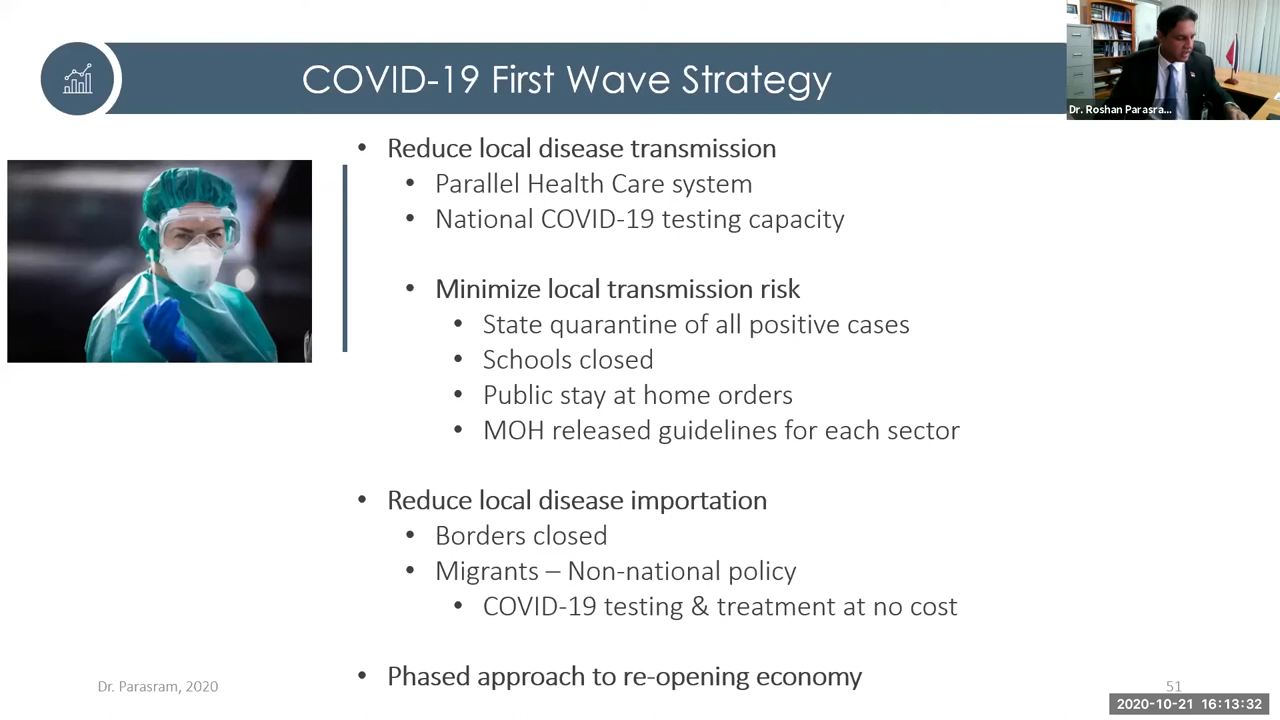 COVID-19 First Wave Strategy
Dr. Roshan Parasra...
• Reduce local disease transmission
• Parallel Health Care system
• National COVID-19 testing capacity
• Minimize local transmission risk
• State quarantine of all positive cases
• Schools closed
• Public stay at home orders
• MOH released guidelines for each sector
• Reduce local disease importation
• Borders closed
• Migrants – Non-national policy
• COVID-19 testing & treatment at no cost
• Phased approach to re-opening economy
Dr. Parasram, 2020
51
2020-10-21 16:13:32